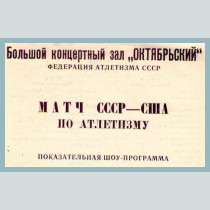 Большой концертный зал „ОКТЯБРЬСКИЙ"
ФЕДЕРАЦИЯ АТЛЕТИЗМА СССР
МАТЧ СССР—США
ПО АТЛЕТИЗМУ
ПОКАЗАТЕЛЬНАЯ ШОУ-ПРОГРАММА